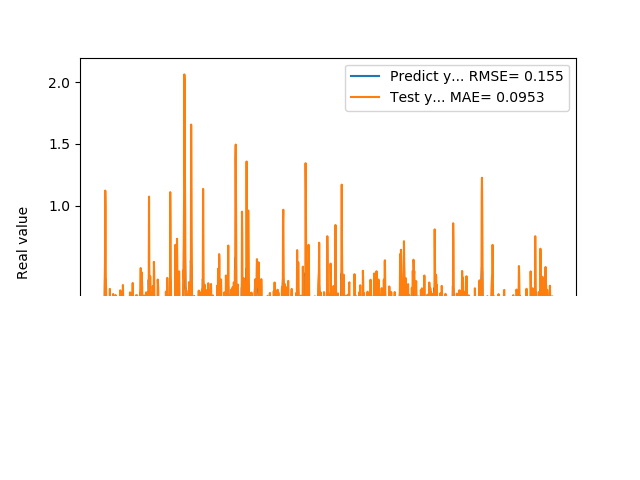 Predict y... RMSE= 0.155
Test y... MAE= 0.0953
2.0
1.5
1.0
Real value